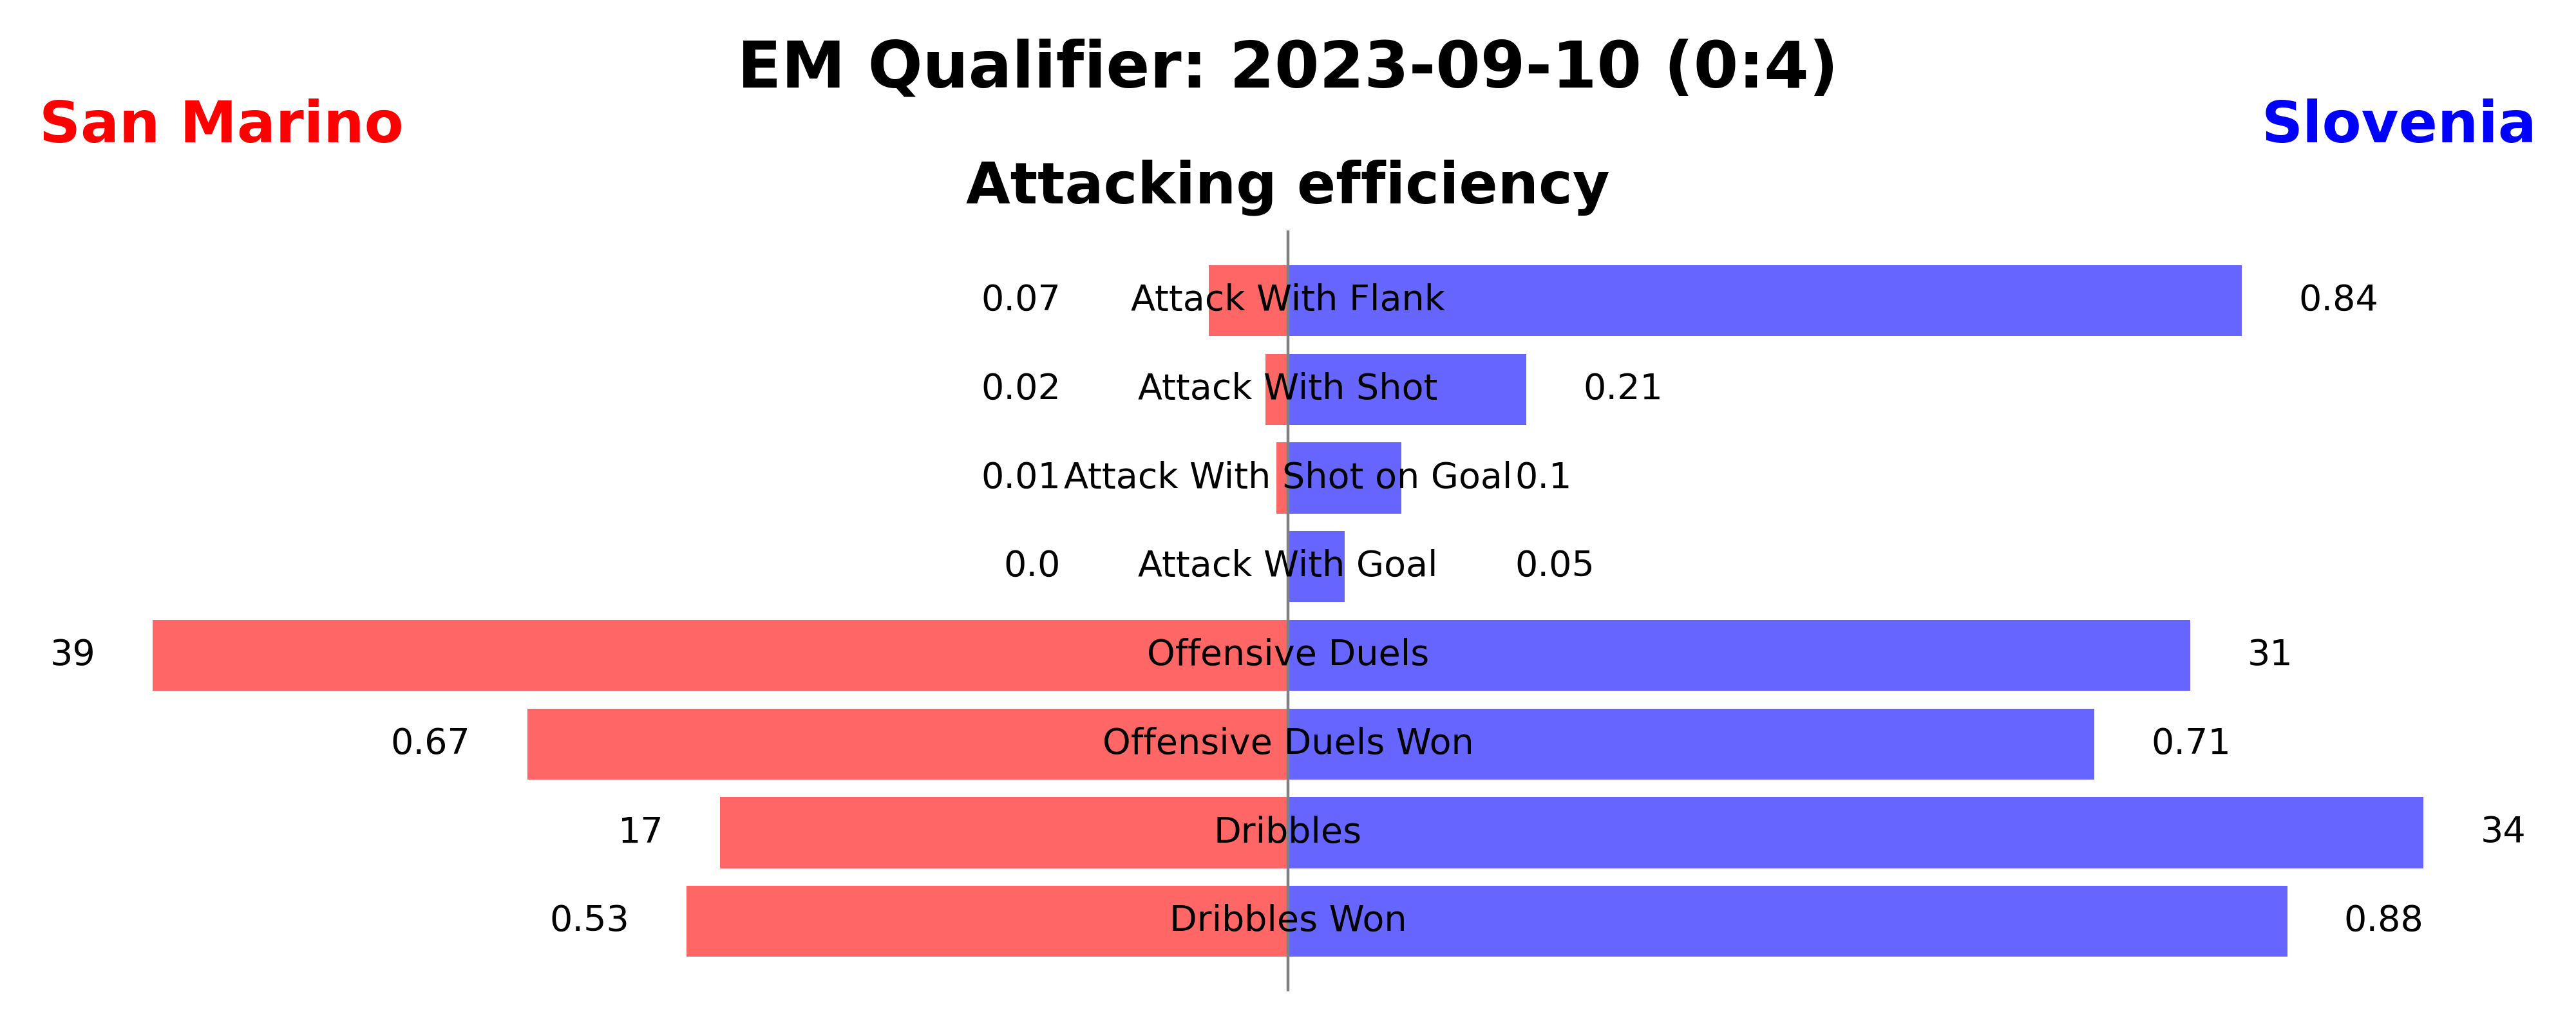 EM Qualifier: 2023-09-10 (0:4)
San Marino Slovenia
Attacking efficiency
0.07 Attack With Flank 0.84
0.02 Attack With Shot 0.21
0.01 Attack With Shot on Goal 0.1
0.0 Attack With Goal 0.05
39 Offensive Duels 31
0.67 Offensive Duels Won 0.71
17 Dribbles 34
0.53 Dribbles Won 0.88